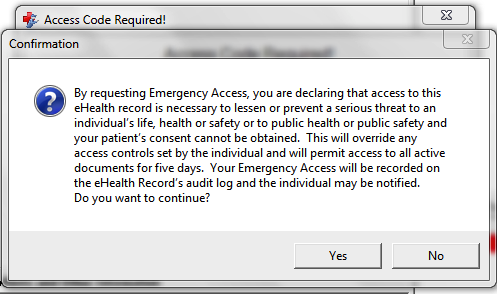 Access Code Required!
Confirmation
Access Code Required!
By requesting Emergency Access, you are declaring that access to this
eHealth record is necessary to lessen or prevent a serious threat to an
individual's life, health or safety or to public health or public safety and
your patient's consent cannot be obtained.  This will override any
access controls set by the individual and will permit access to all active
documents for five days.  Your Emergency Access will be recorded on
the eHealth Record's audit log and the individual may be notified.
Do you want to continue?
Yes
No